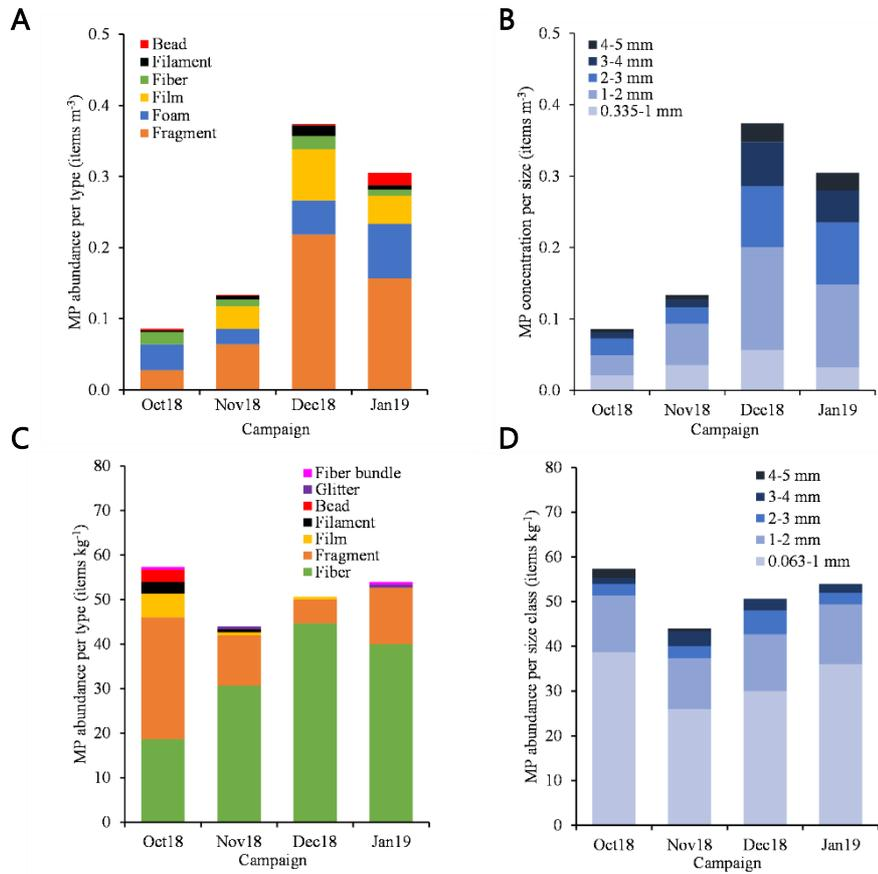 A
MP abundance per type (items m-3)
0.5
0.4
0.3
0.2
0.1
0.0
Bead
Filament
Fiber
Film
Foam
Fragment
Oct18 Nov18 Dec18 Jan19
Campaign
B
MP concentration per size (items m-3)
0.5
0.4
0.3
0.2
0.1
0.0
4-5 mm
3-4 mm
2-3 mm
1-2 mm
0.335-1 mm
Oct18 Nov18 Dec18 Jan19
Campaign
C
MP abundance per type (items kg-1)
80
70
60
50
40
30
20
10
0
Fiber bundle
Glitter
Bead
Filament
Film
Fragment
Fiber
Oct18 Nov18 Dec18 Jan19
Campaign
D
MP abundance per size class (items kg-1)
80
70
60
50
40
30
20
10
0
4-5 mm
3-4 mm
2-3 mm
1-2 mm
0.063-1 mm
Oct18 Nov18 Dec18 Jan19
Campaign